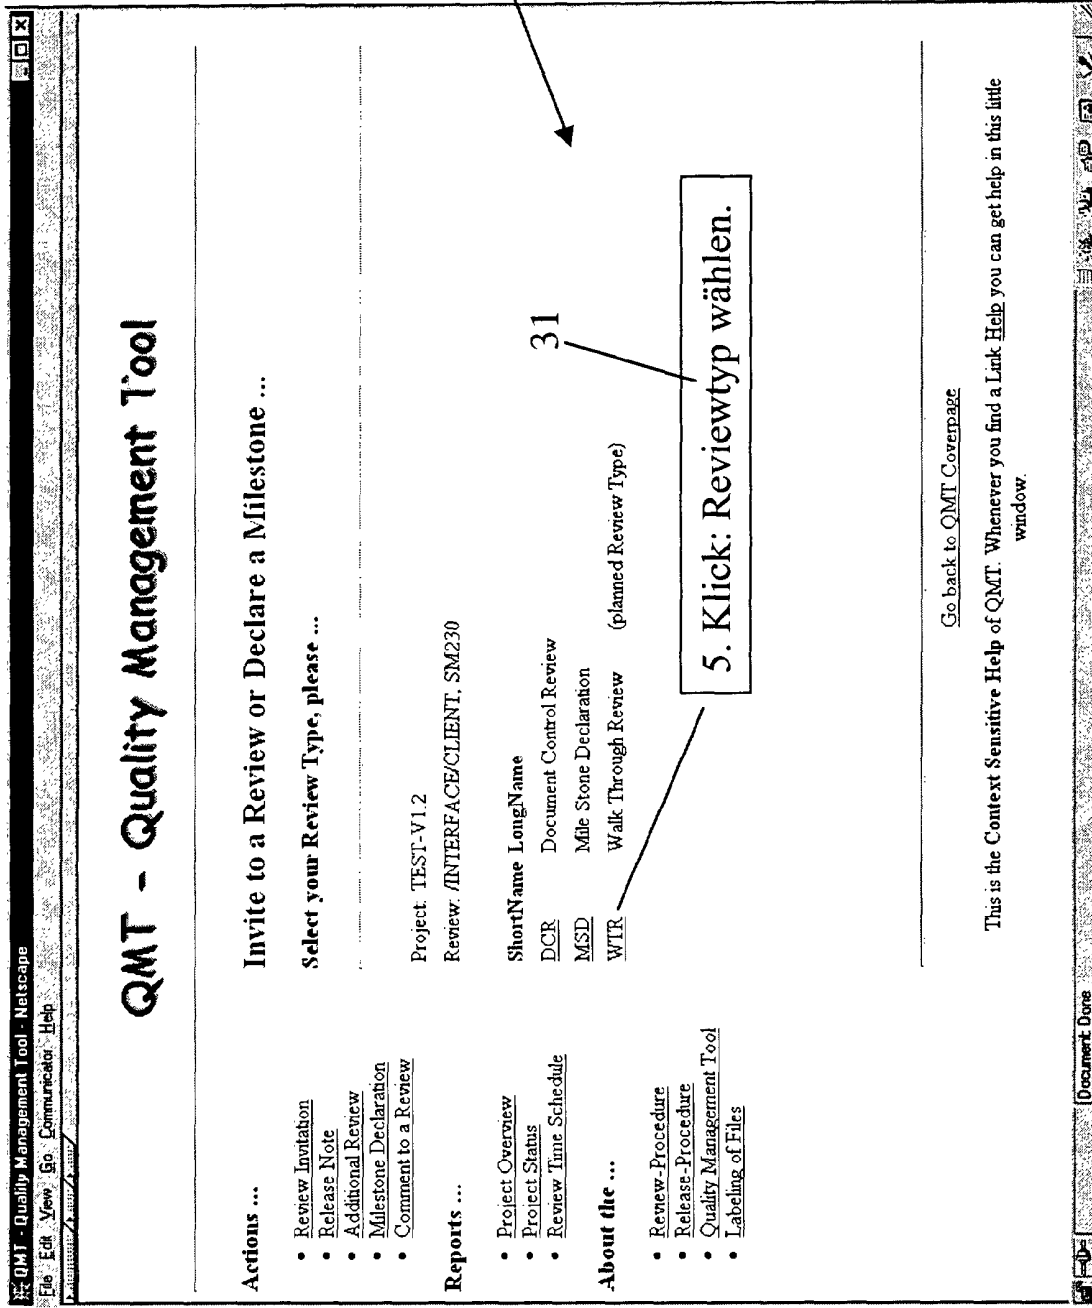 QMT - Quality Management Tool - Netscape
File Edit View Go Communicator Help
QMT - Quality Management Tool
Actions ...
• Review Invitation
• Release Note
• Additional Review
• Milestone Declaration
• Comment to a Review
Reports ...
• Project Overview
• Project Status
• Review Time Schedule
About the ...
• Review-Procedure
• Release-Procedure
• Quality Management Tool
• Labeling of Files
Invite to a Review or Declare a Milestone ...
Select your Review Type, please ...
Project: TEST-V1.2
Review: /INTERFACE/CLIENT, SM230
ShortName LongName
DCR Document Control Review
MSD Mile Stone Declaration
WTR Walk Through Review (planned Review Type)
31
5. Klick: Reviewtyp wählen.
Go back to QMT Coverpage
This is the Context Sensitive Help of QMT. Whenever you find a Link Help you can get help in this little
window.
Document: Done